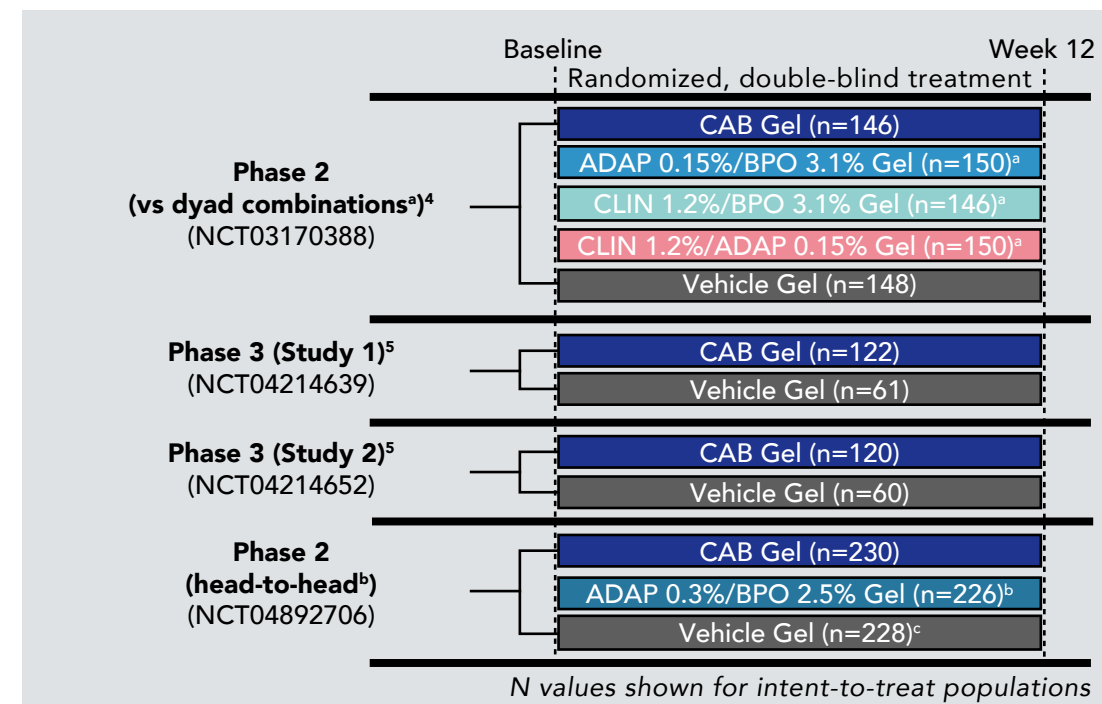 Baseline
Week 12
Randomized, double-blind treatment
Phase 2
(vs dyad combinationsᵃ)⁴
(NCT03170388)
CAB Gel (n=146)
ADAP 0.15%/BPO 3.1% Gel (n=150)ᵃ
CLIN 1.2%/BPO 3.1% Gel (n=146)ᵃ
CLIN 1.2%/ADAP 0.15% Gel (n=150)ᵃ
Vehicle Gel (n=148)
Phase 3 (Study 1)⁵
(NCT04214639)
CAB Gel (n=122)
Vehicle Gel (n=61)
Phase 3 (Study 2)⁵
(NCT04214652)
CAB Gel (n=120)
Vehicle Gel (n=60)
Phase 2
(head-to-headᵇ)
(NCT04892706)
CAB Gel (n=230)
ADAP 0.3%/BPO 2.5% Gel (n=226)ᵇ
Vehicle Gel (n=228)ᶜ
N values shown for intent-to-treat populations